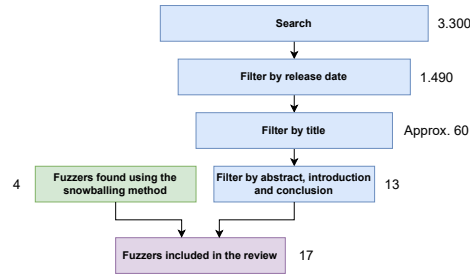 Search
3.300
Filter by release date
1.490
Filter by title
Approx. 60
4
Fuzzers found using the
snowballing method
Filter by abstract, introduction
and conclusion
13
Fuzzers included in the review
17